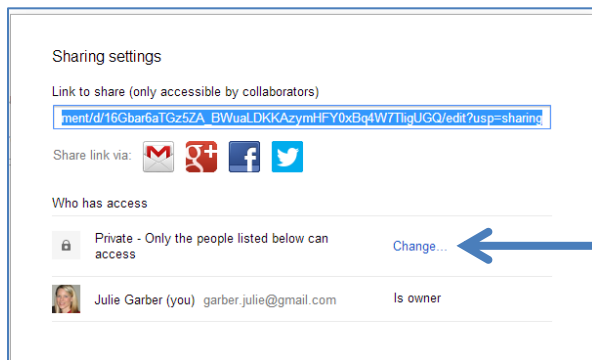 Sharing settings
Link to share (only accessible by collaborators)
ment/d/16Gbar6aTGz5ZA_BWuaLDKKAzymHFY0xBq4W7TligUGQ/edit?usp=sharing
Share link via:
Who has access
Private - Only the people listed below can
access
Change...
Julie Garber (you) garber.julie@gmail.com Is owner